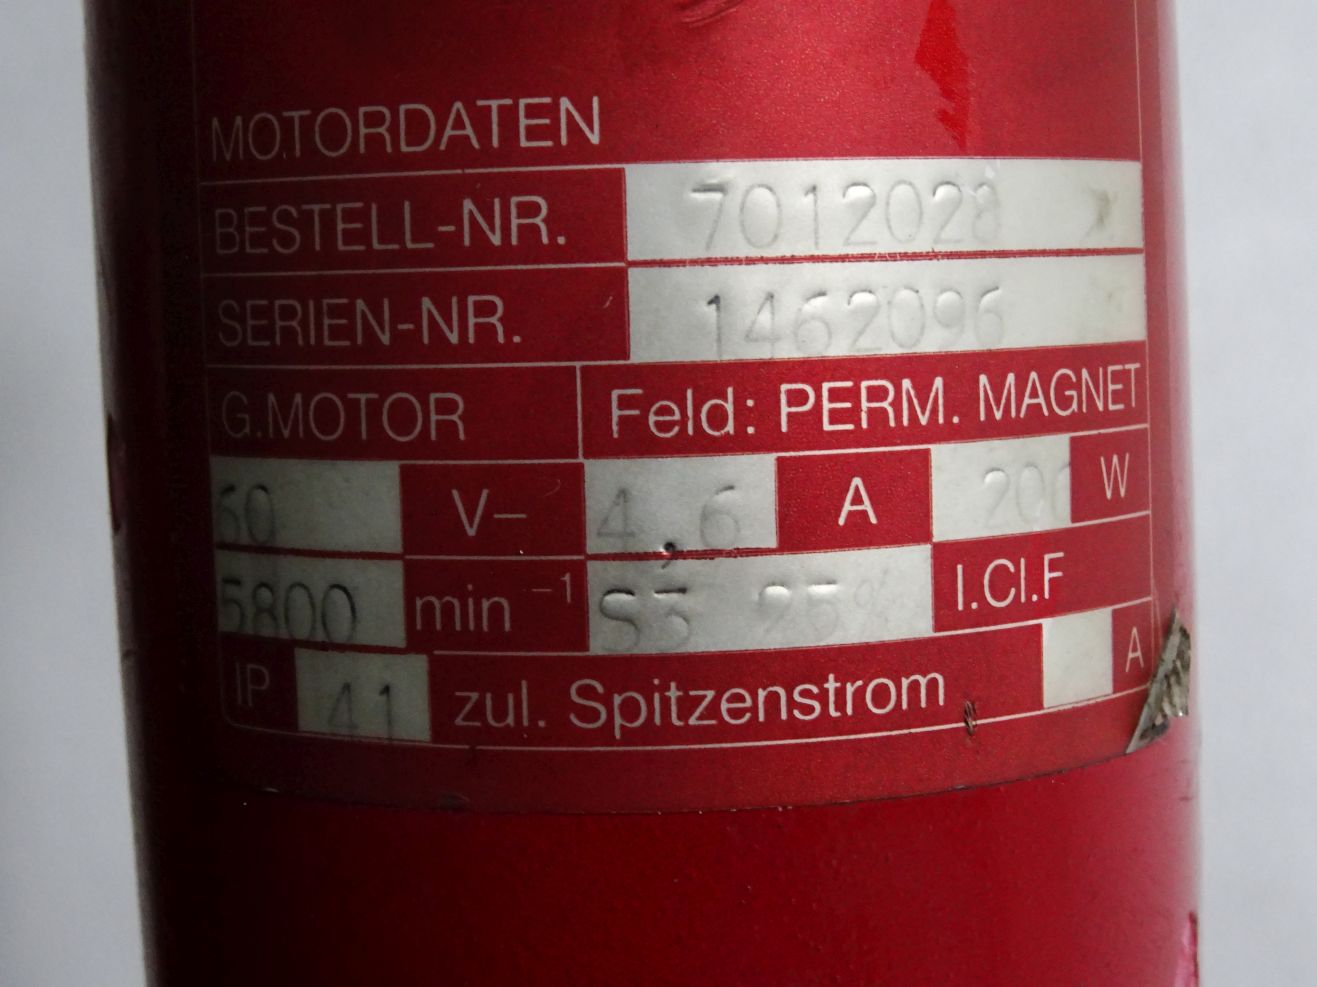 MOTORDATEN
BESTELL-NR. 7012028
SERIEN-NR. 1462096
G.MOTOR Feld: PERM. MAGNET
60 V– 4,6 A 200 W
5800 min⁻¹ S3 25% I.Cl.F
IP 41 zul. Spitzenstrom A